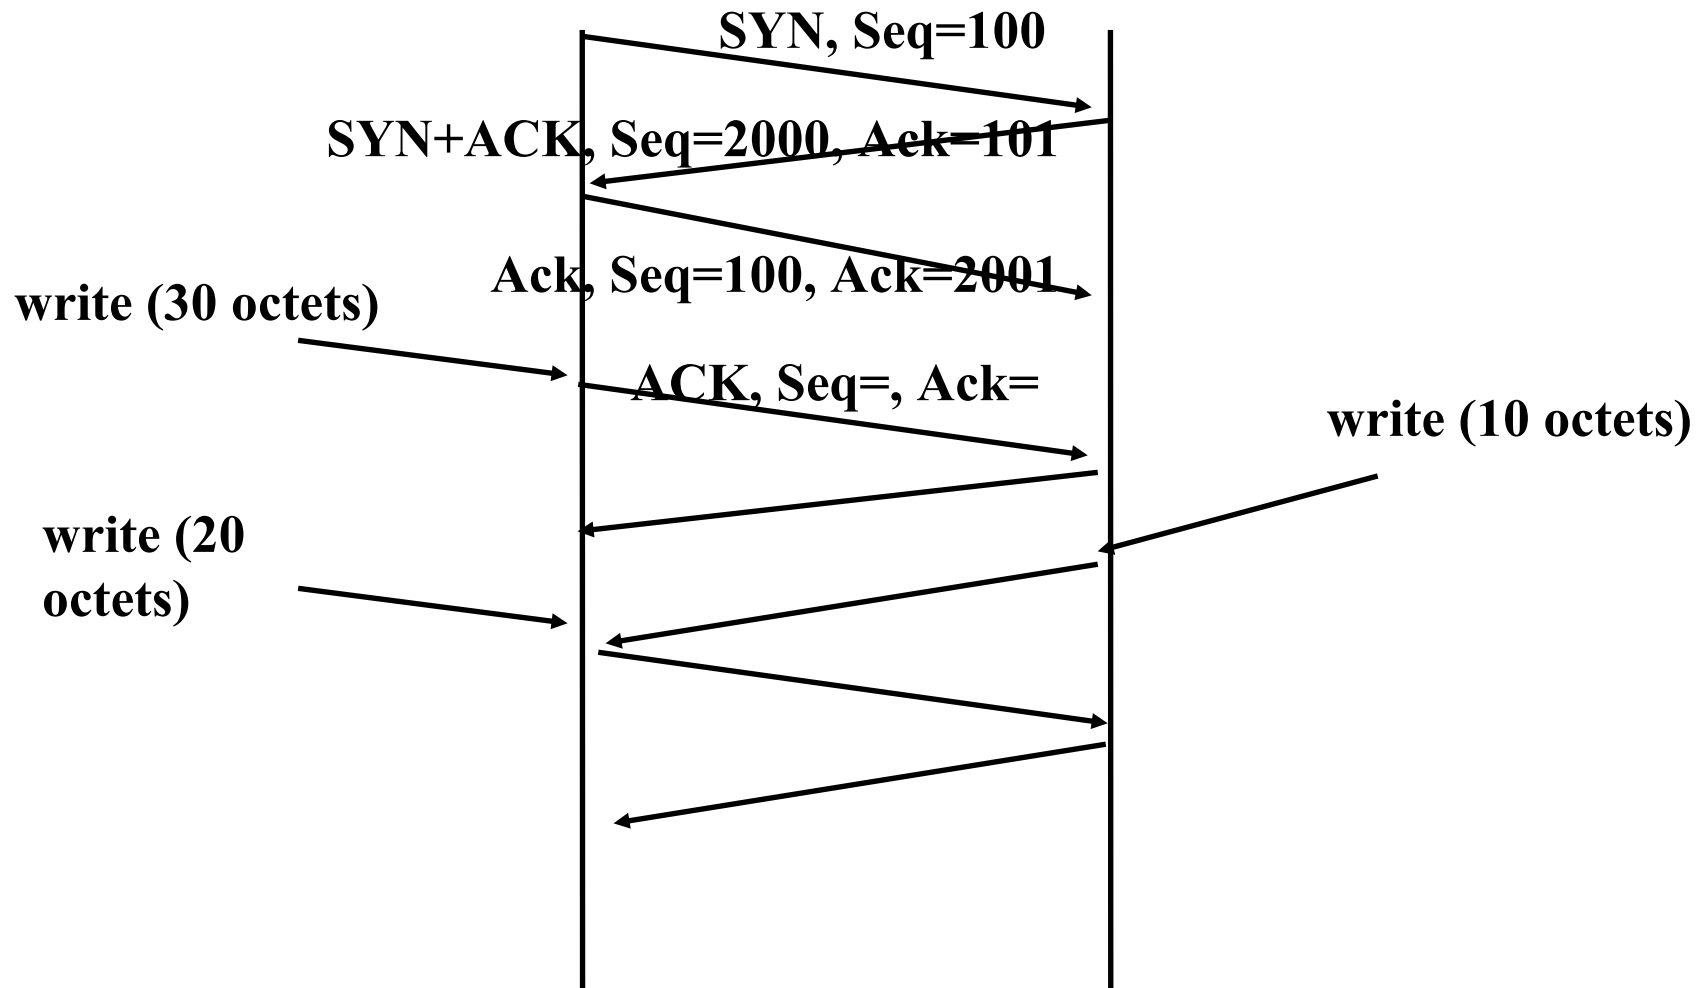 SYN, Seq=100
SYN+ACK, Seq=2000, Ack=101
Ack, Seq=100, Ack=2001
write (30 octets)
ACK, Seq=, Ack=
write (10 octets)
write (20
octets)